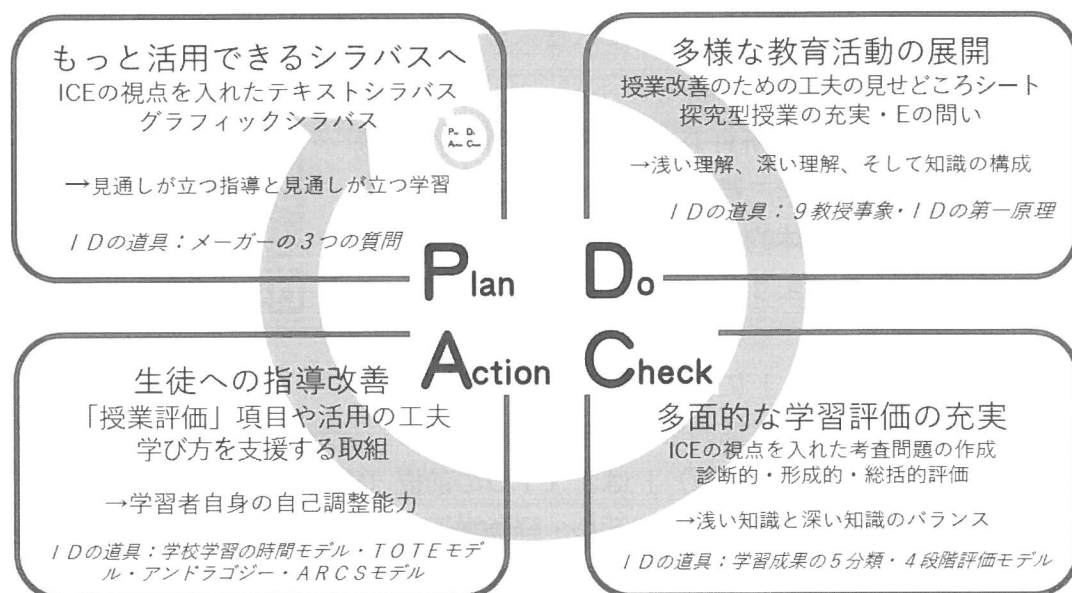 もっと活用できるシラバスへ
ICEの視点を入れたテキストシラバス
グラフィックシラバス
→見通しが立つ指導と見通しが立つ学習
IDの道具：メーガーの3つの質問
Plan Do
Action Check
多様な教育活動の展開
授業改善のための工夫の見せどころシート
探究型授業の充実・Eの問い
→浅い理解、深い理解、そして知識の構成
IDの道具：9教授事象・IDの第一原理
Plan
Do
Action
Check
生徒への指導改善
「授業評価」項目や活用の工夫
学び方を支援する取組
→学習者自身の自己調整能力
IDの道具：学校学習の時間モデル・TOTEモデ
ル・アンドラゴジー・ARCSモデル
多面的な学習評価の充実
ICEの視点を入れた考査問題の作成
診断的・形成的・総括的評価
→浅い知識と深い知識のバランス
IDの道具：学習成果の5分類・4段階評価モデル